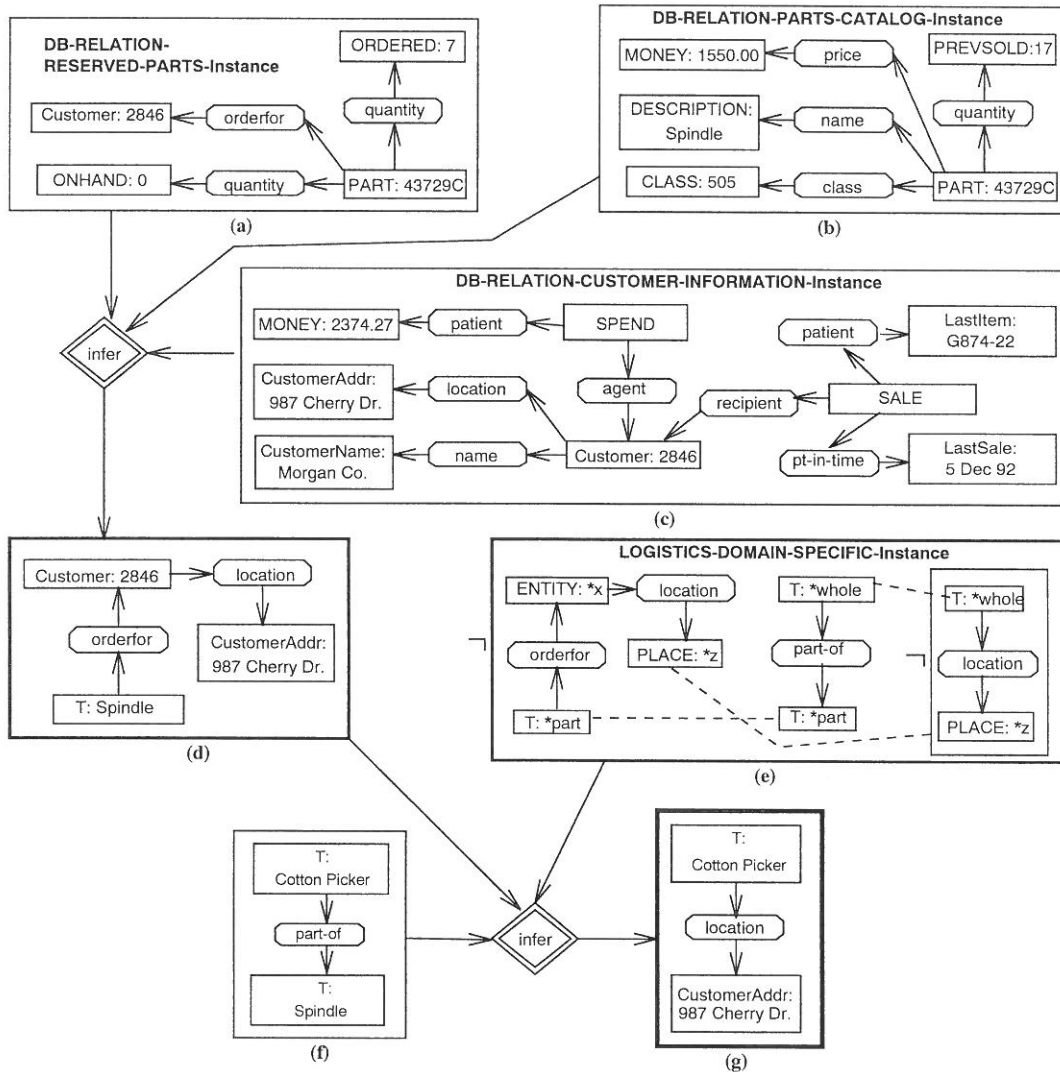 DB-RELATION-
RESERVED-PARTS-Instance
ORDERED: 7
quantity
Customer: 2846
orderfor
ONHAND: 0
quantity
PART: 43729C
(a)
DB-RELATION-PARTS-CATALOG-Instance
MONEY: 1550.00
price
PREVSOLD:17
DESCRIPTION:
Spindle
name
quantity
CLASS: 505
class
PART: 43729C
(b)
infer
DB-RELATION-CUSTOMER-INFORMATION-Instance
MONEY: 2374.27
patient
SPEND
patient
LastItem:
G874-22
CustomerAddr:
987 Cherry Dr.
location
agent
recipient
SALE
CustomerName:
Morgan Co.
name
Customer: 2846
pt-in-time
LastSale:
5 Dec 92
(c)
Customer: 2846
location
orderfor
CustomerAddr:
987 Cherry Dr.
T: Spindle
(d)
LOGISTICS-DOMAIN-SPECIFIC-Instance
ENTITY: *x
location
T: *whole
T: *whole
¬
orderfor
PLACE: *z
part-of
¬
location
T: *part
T: *part
PLACE: *z
(e)
T:
Cotton Picker
part-of
T:
Spindle
(f)
infer
T:
Cotton Picker
location
CustomerAddr:
987 Cherry Dr.
(g)